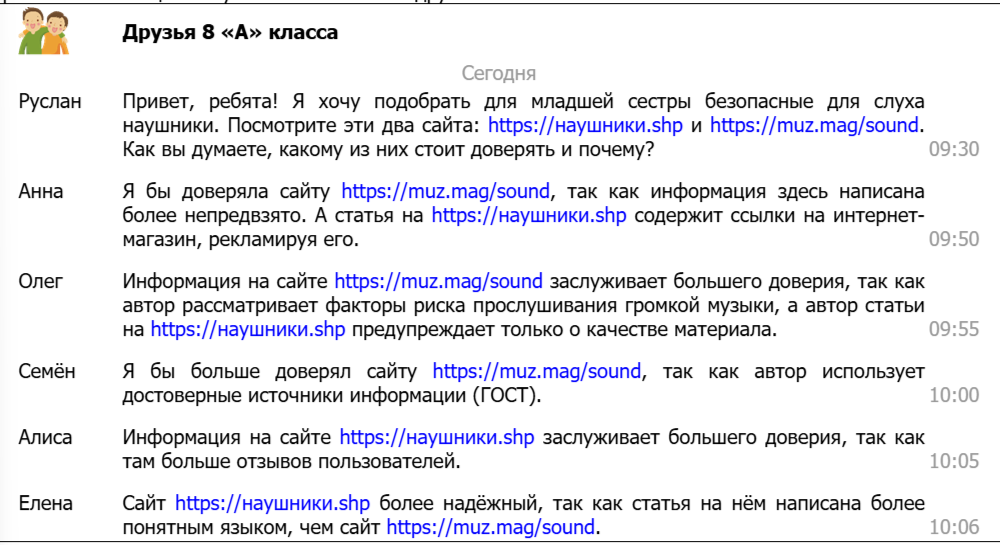 Друзья 8 «А» класса
Сегодня
Руслан Привет, ребята! Я хочу подобрать для младшей сестры безопасные для слуха
наушники. Посмотрите эти два сайта: https://наушники.shp и https://muz.mag/sound.
Как вы думаете, какому из них стоит доверять и почему? 09:30
Анна Я бы доверяла сайту https://muz.mag/sound, так как информация здесь написана
более непредвзято. А статья на https://наушники.shp содержит ссылки на интернет-
магазин, рекламируя его. 09:50
Олег Информация на сайте https://muz.mag/sound заслуживает большего доверия, так как
автор рассматривает факторы риска прослушивания громкой музыки, а автор статьи
на https://наушники.shp предупреждает только о качестве материала. 09:55
Семён Я бы больше доверял сайту https://muz.mag/sound, так как автор использует
достоверные источники информации (ГОСТ). 10:00
Алиса Информация на сайте https://наушники.shp заслуживает большего доверия, так как
там больше отзывов пользователей. 10:05
Елена Сайт https://наушники.shp более надёжный, так как статья на нём написана более
понятным языком, чем сайт https://muz.mag/sound. 10:06